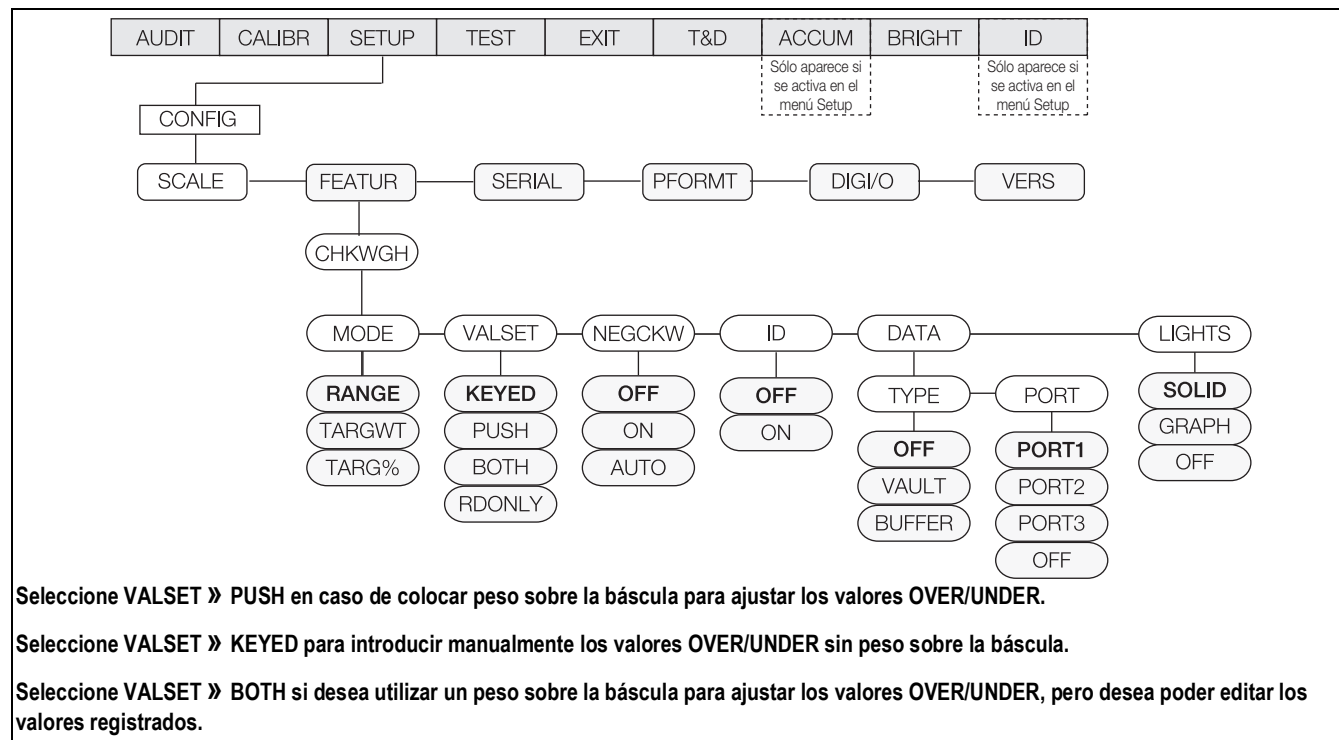 AUDIT CALIBR SETUP TEST EXIT T&D ACCUM BRIGHT ID
Sólo aparece si
se activa en el
menú Setup
Sólo aparece si
se activa en el
menú Setup
CONFIG
SCALE FEATUR SERIAL PFORMT DIGI/O VERS
CHKWGH
MODE VALSET NEGCKW ID DATA LIGHTS
RANGE KEYED OFF OFF TYPE PORT SOLID
TARGWT PUSH ON ON OFF PORT1 GRAPH
TARG% BOTH AUTO VAULT PORT2 OFF
RDONLY BUFFER PORT3
OFF
Seleccione VALSET » PUSH en caso de colocar peso sobre la báscula para ajustar los valores OVER/UNDER.
Seleccione VALSET » KEYED para introducir manualmente los valores OVER/UNDER sin peso sobre la báscula.
Seleccione VALSET » BOTH si desea utilizar un peso sobre la báscula para ajustar los valores OVER/UNDER, pero desea poder editar los
valores registrados.